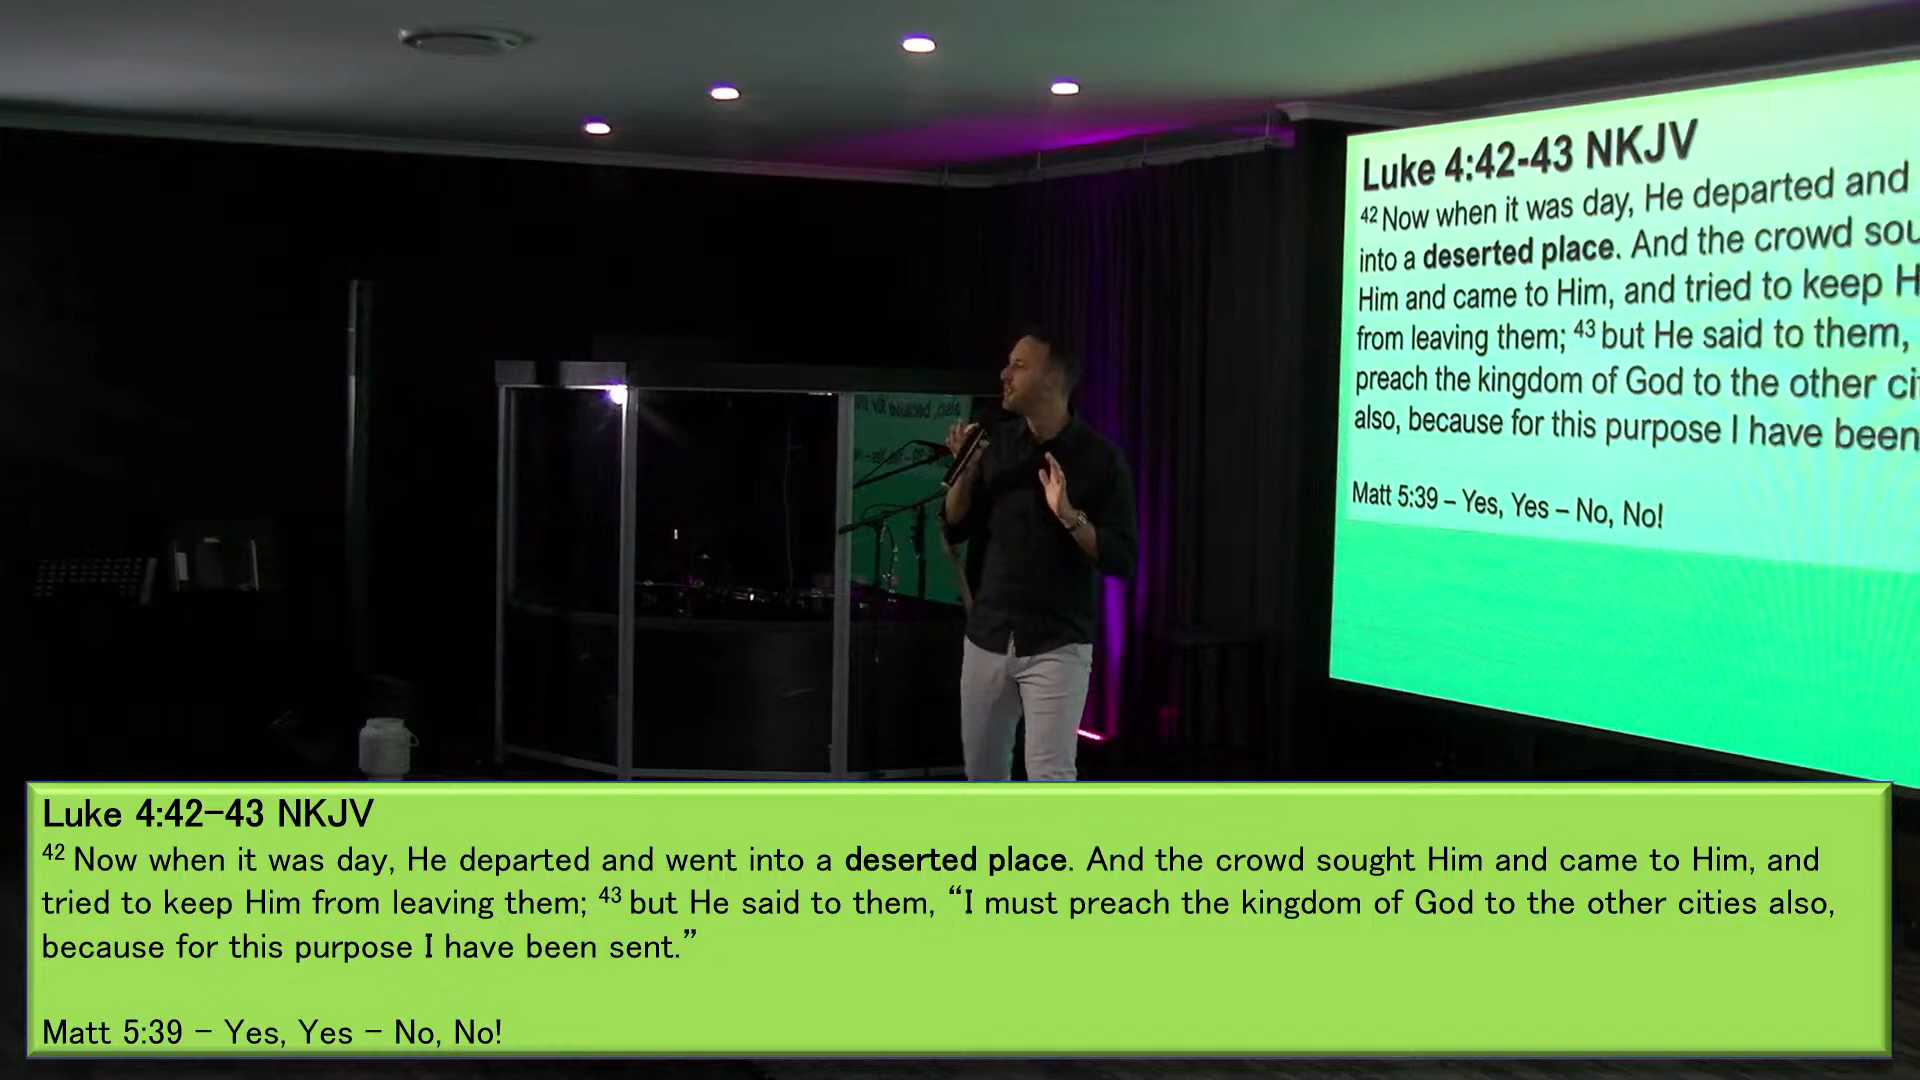 Luke 4:42-43 NKJV
42 Now when it was day, He departed and
into a deserted place. And the crowd sou
Him and came to Him, and tried to keep H
from leaving them; 43 but He said to them,
preach the kingdom of God to the other ci
also, because for this purpose I have been
Matt 5:39 – Yes, Yes – No, No!
Luke 4:42-43 NKJV
42 Now when it was day, He departed and went into a deserted place. And the crowd sought Him and came to Him, and
tried to keep Him from leaving them; 43 but He said to them, “I must preach the kingdom of God to the other cities also,
because for this purpose I have been sent.”
Matt 5:39 – Yes, Yes – No, No!